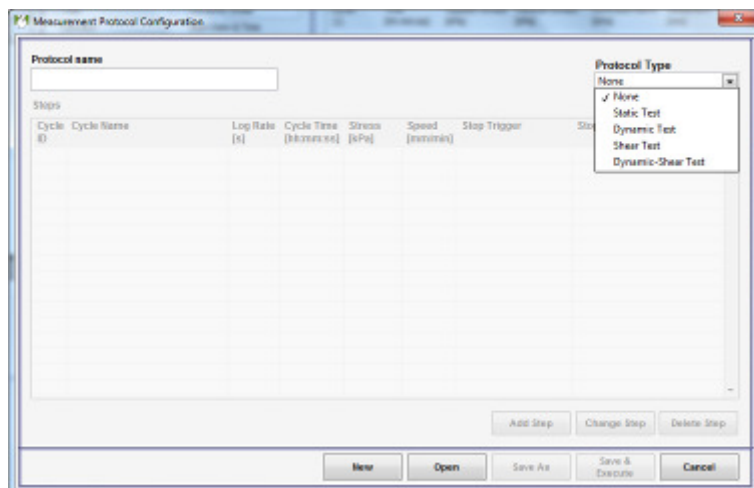 Measurement Protocol Configuration
Protocol name
Protocol Type
None
✓ None
Static Test
Dynamic Test
Shear Test
Dynamic-Shear Test
Steps
Cycle Cycle Name Log Rate Cycle Time Stress Speed Stop Trigger Stop
ID [s] [hh:mm:ss] [kPa] [mm/min]
Add Step Change Step Delete Step
New Open Save As Save & Execute Cancel